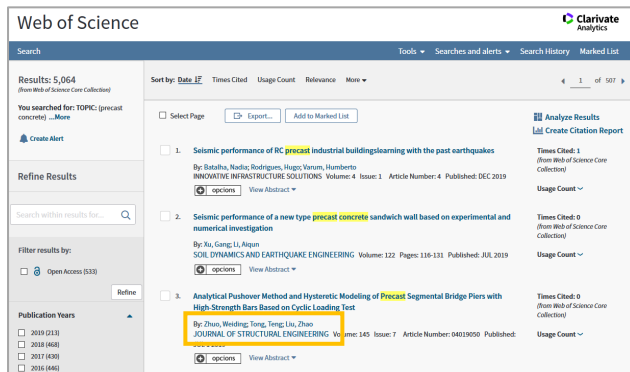 Web of Science
Clarivate
Analytics
Search
Tools
Searches and alerts
Search History
Marked List
Results: 5,064
(from Web of Science Core Collection)
You searched for: TOPIC: (precast
concrete) ...More
Create Alert
Refine Results
Search within results for...
Filter results by:
Open Access (533)
Refine
Publication Years
2019 (213)
2018 (468)
2017 (430)
2016 (446)
Sort by: Date Times Cited Usage Count Relevance More
1 of 507
Select Page
Export...
Add to Marked List
Analyze Results
Create Citation Report
1. Seismic performance of RC precast industrial buildingslearning with the past earthquakes
By: Batalha, Nadia; Rodrigues, Hugo; Varum, Humberto
INNOVATIVE INFRASTRUCTURE SOLUTIONS Volume: 4 Issue: 1 Article Number: 4 Published: DEC 2019
opcions View Abstract
Times Cited: 1
(from Web of Science Core
Collection)
Usage Count
2. Seismic performance of a new type precast concrete sandwich wall based on experimental and
numerical investigation
By: Xu, Gang; Li, Aiqun
SOIL DYNAMICS AND EARTHQUAKE ENGINEERING Volume: 122 Pages: 116-131 Published: JUL 2019
opcions View Abstract
Times Cited: 0
(from Web of Science Core
Collection)
Usage Count
3. Analytical Pushover Method and Hysteretic Modeling of Precast Segmental Bridge Piers with
High-Strength Bars Based on Cyclic Loading Test
By: Zhuo, Weiding; Tong, Teng; Liu, Zhao
JOURNAL OF STRUCTURAL ENGINEERING Volume: 145 Issue: 7 Article Number: 04019050 Published:
opcions View Abstract
Times Cited: 0
(from Web of Science Core
Collection)
Usage Count